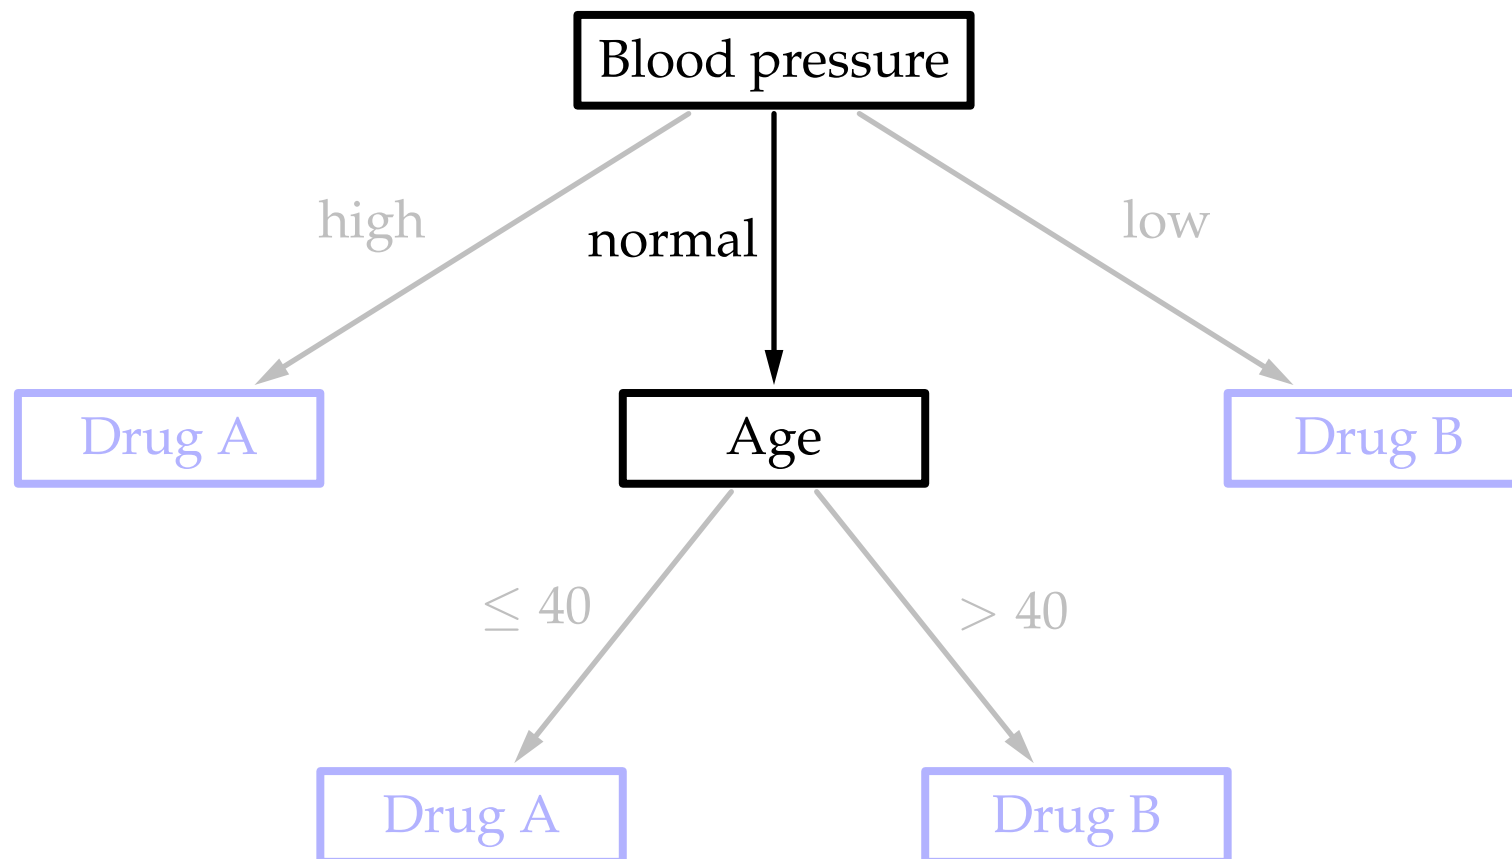 Blood pressure
high
normal
low
Drug A
Age
Drug B
≤ 40
> 40
Drug A
Drug B